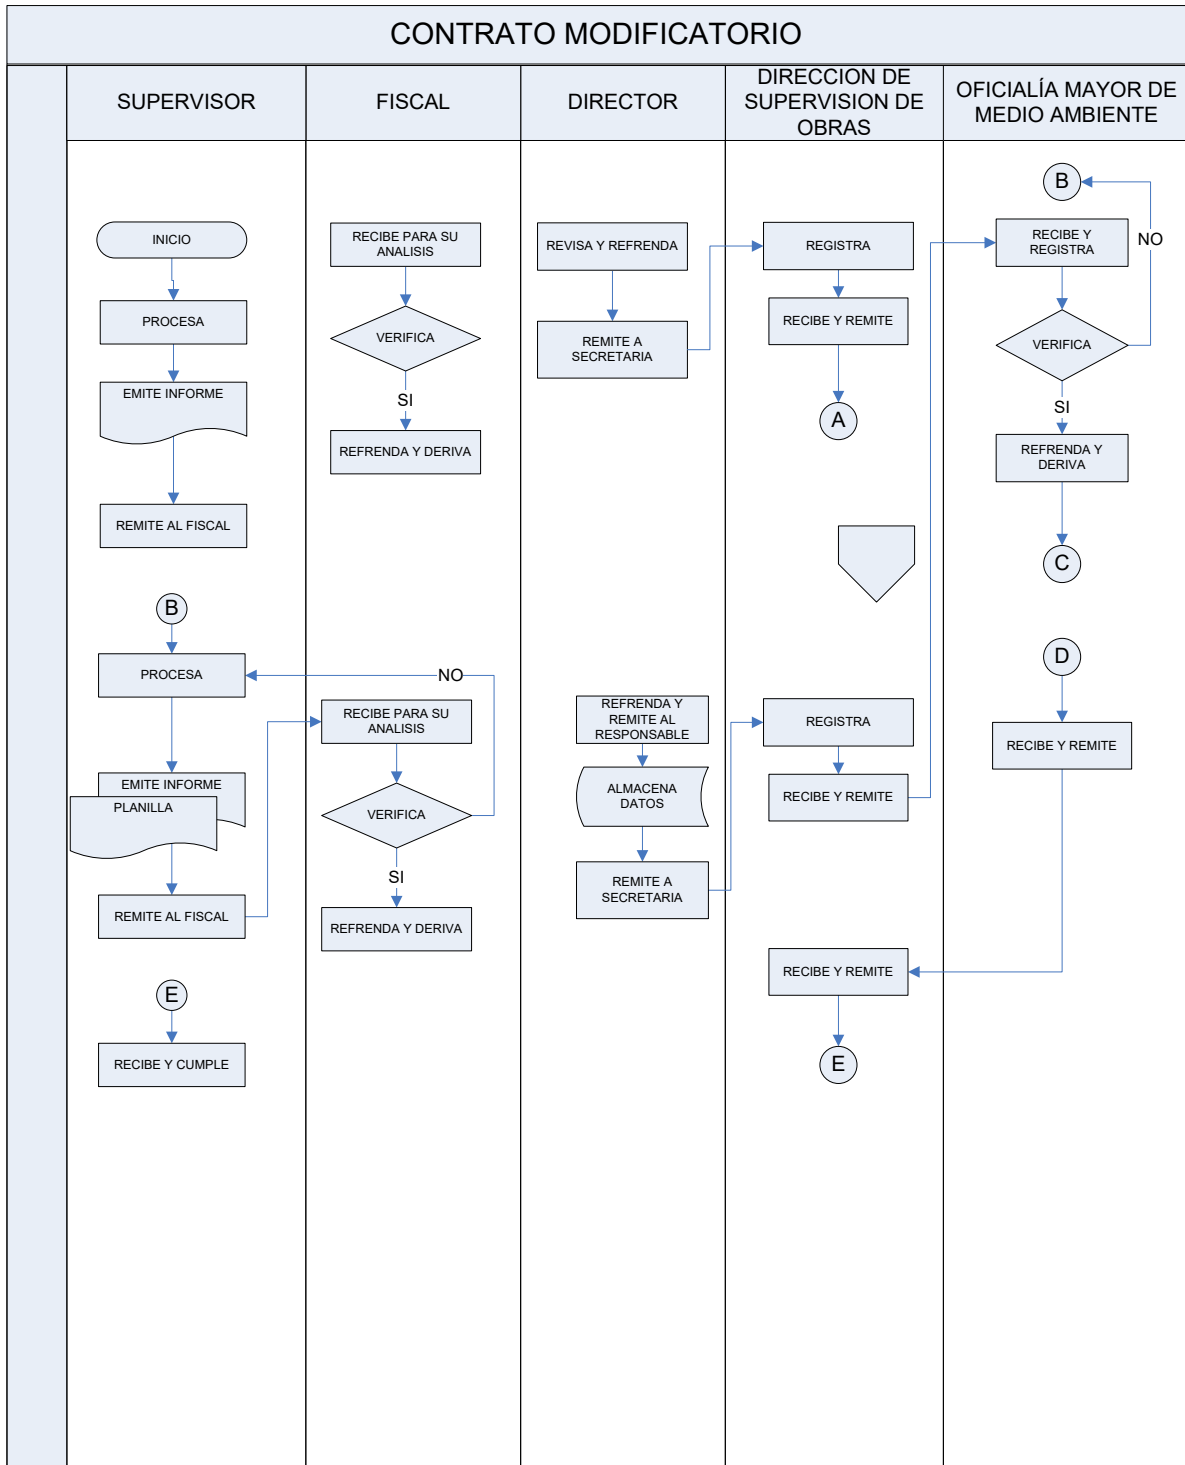 CONTRATO MODIFICATORIO
SUPERVISOR
FISCAL
DIRECTOR
DIRECCION DE
SUPERVISION DE
OBRAS
OFICIALÍA MAYOR DE
MEDIO AMBIENTE
INICIO
PROCESA
EMITE INFORME
REMITE AL FISCAL
B
PROCESA
EMITE INFORME
PLANILLA
REMITE AL FISCAL
E
RECIBE Y CUMPLE
RECIBE PARA SU
ANALISIS
VERIFICA
SI
REFRENDA Y DERIVA
NO
RECIBE PARA SU
ANALISIS
VERIFICA
SI
REFRENDA Y DERIVA
REVISA Y REFRENDA
REMITE A
SECRETARIA
REFRENDA Y
REMITE AL
RESPONSABLE
ALMACENA
DATOS
REMITE A
SECRETARIA
REGISTRA
RECIBE Y REMITE
A
REGISTRA
RECIBE Y REMITE
RECIBE Y REMITE
E
B
RECIBE Y
REGISTRA
NO
VERIFICA
SI
REFRENDA Y
DERIVA
C
D
RECIBE Y REMITE